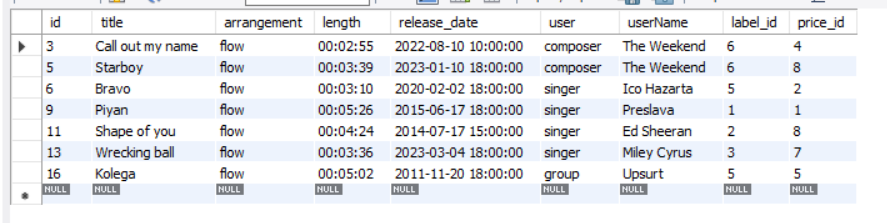 id title arrangement length release_date user userName label_id price_id
3 Call out my name flow 00:02:55 2022-08-10 10:00:00 composer The Weekend 6 4
5 Starboy flow 00:03:39 2023-01-10 18:00:00 composer The Weekend 6 8
6 Bravo flow 00:03:10 2020-02-02 18:00:00 singer Ico Hazarta 5 2
9 Piyan flow 00:05:26 2015-06-17 18:00:00 singer Preslava 1 1
11 Shape of you flow 00:04:24 2014-07-17 15:00:00 singer Ed Sheeran 2 8
13 Wrecking ball flow 00:03:36 2023-03-04 18:00:00 singer Miley Cyrus 3 7
16 Kolega flow 00:05:02 2011-11-20 18:00:00 group Upsurt 5 5
NULL NULL NULL NULL NULL NULL NULL NULL NULL